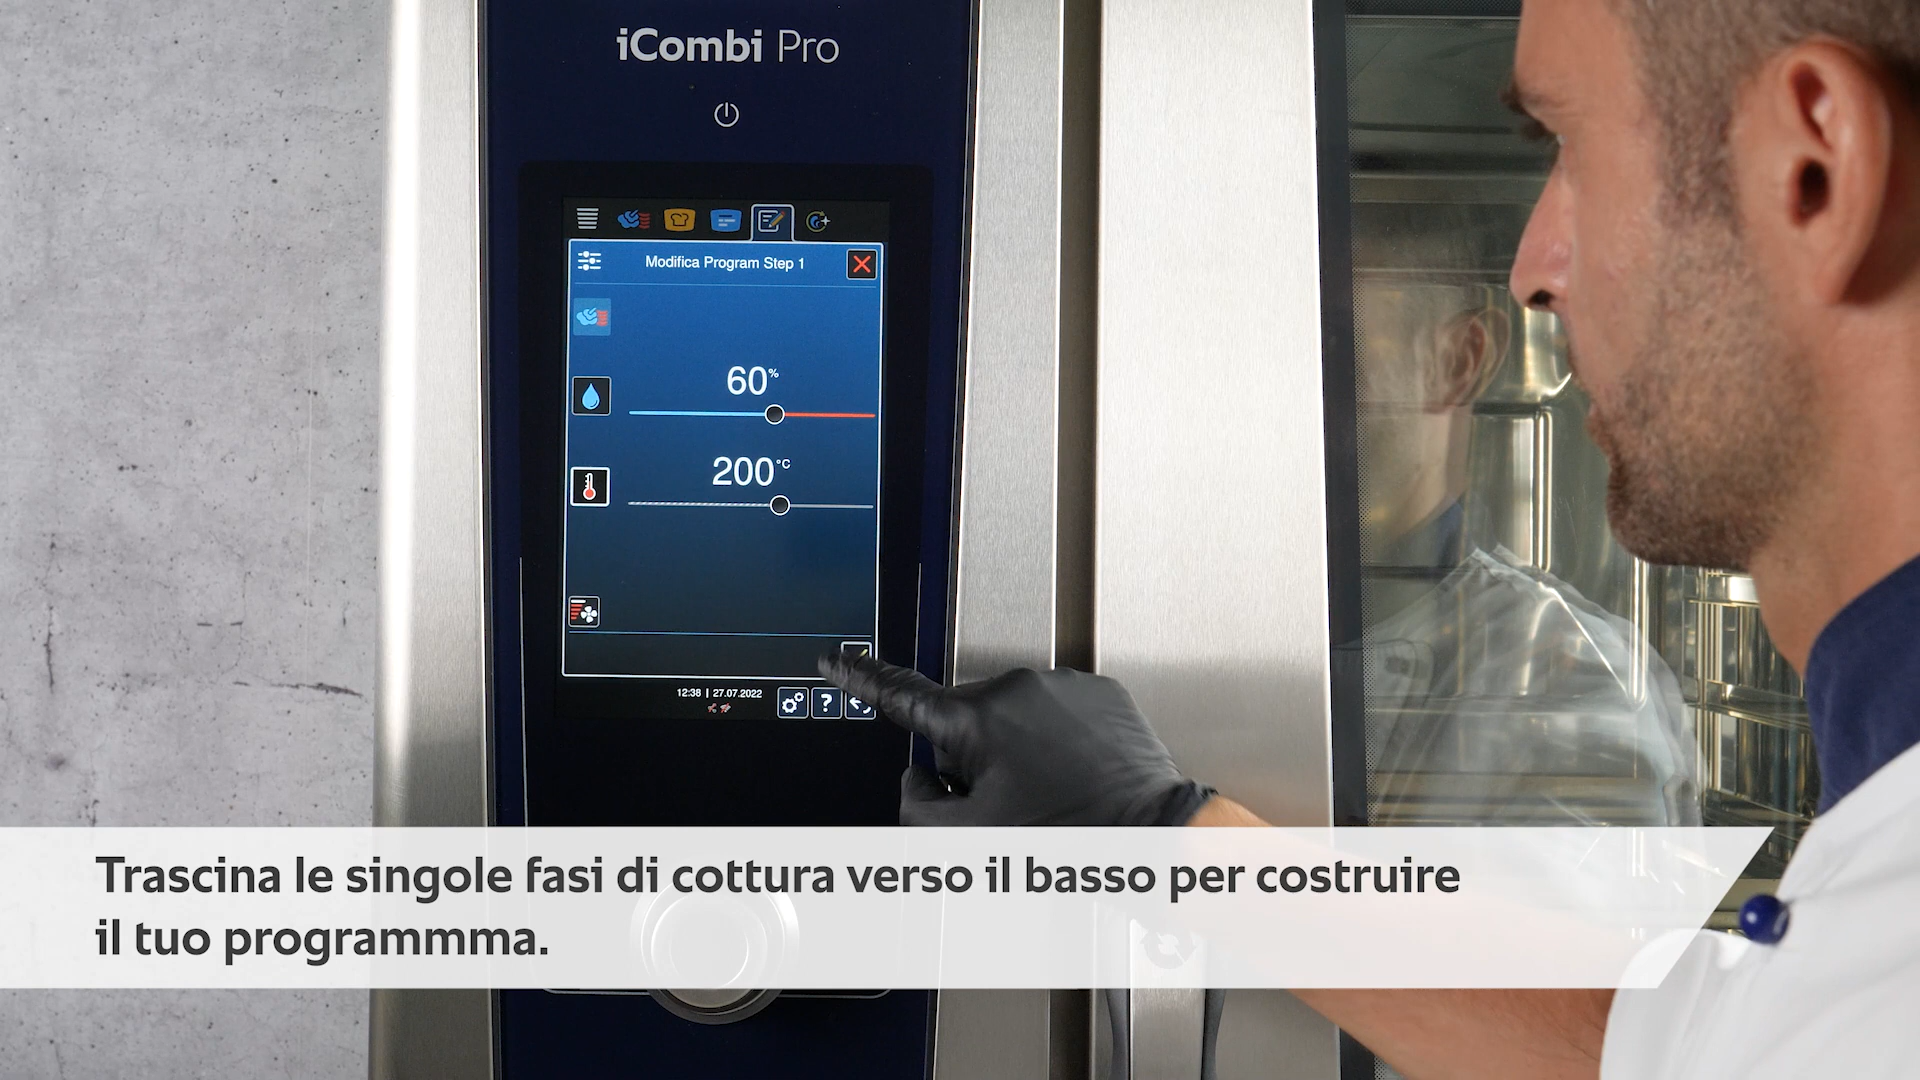 iCombi Pro
Modifica Program Step 1
60%
200°C
12:38 | 27.07.2022
?
Trascina le singole fasi di cottura verso il basso per costruire
il tuo programmma.